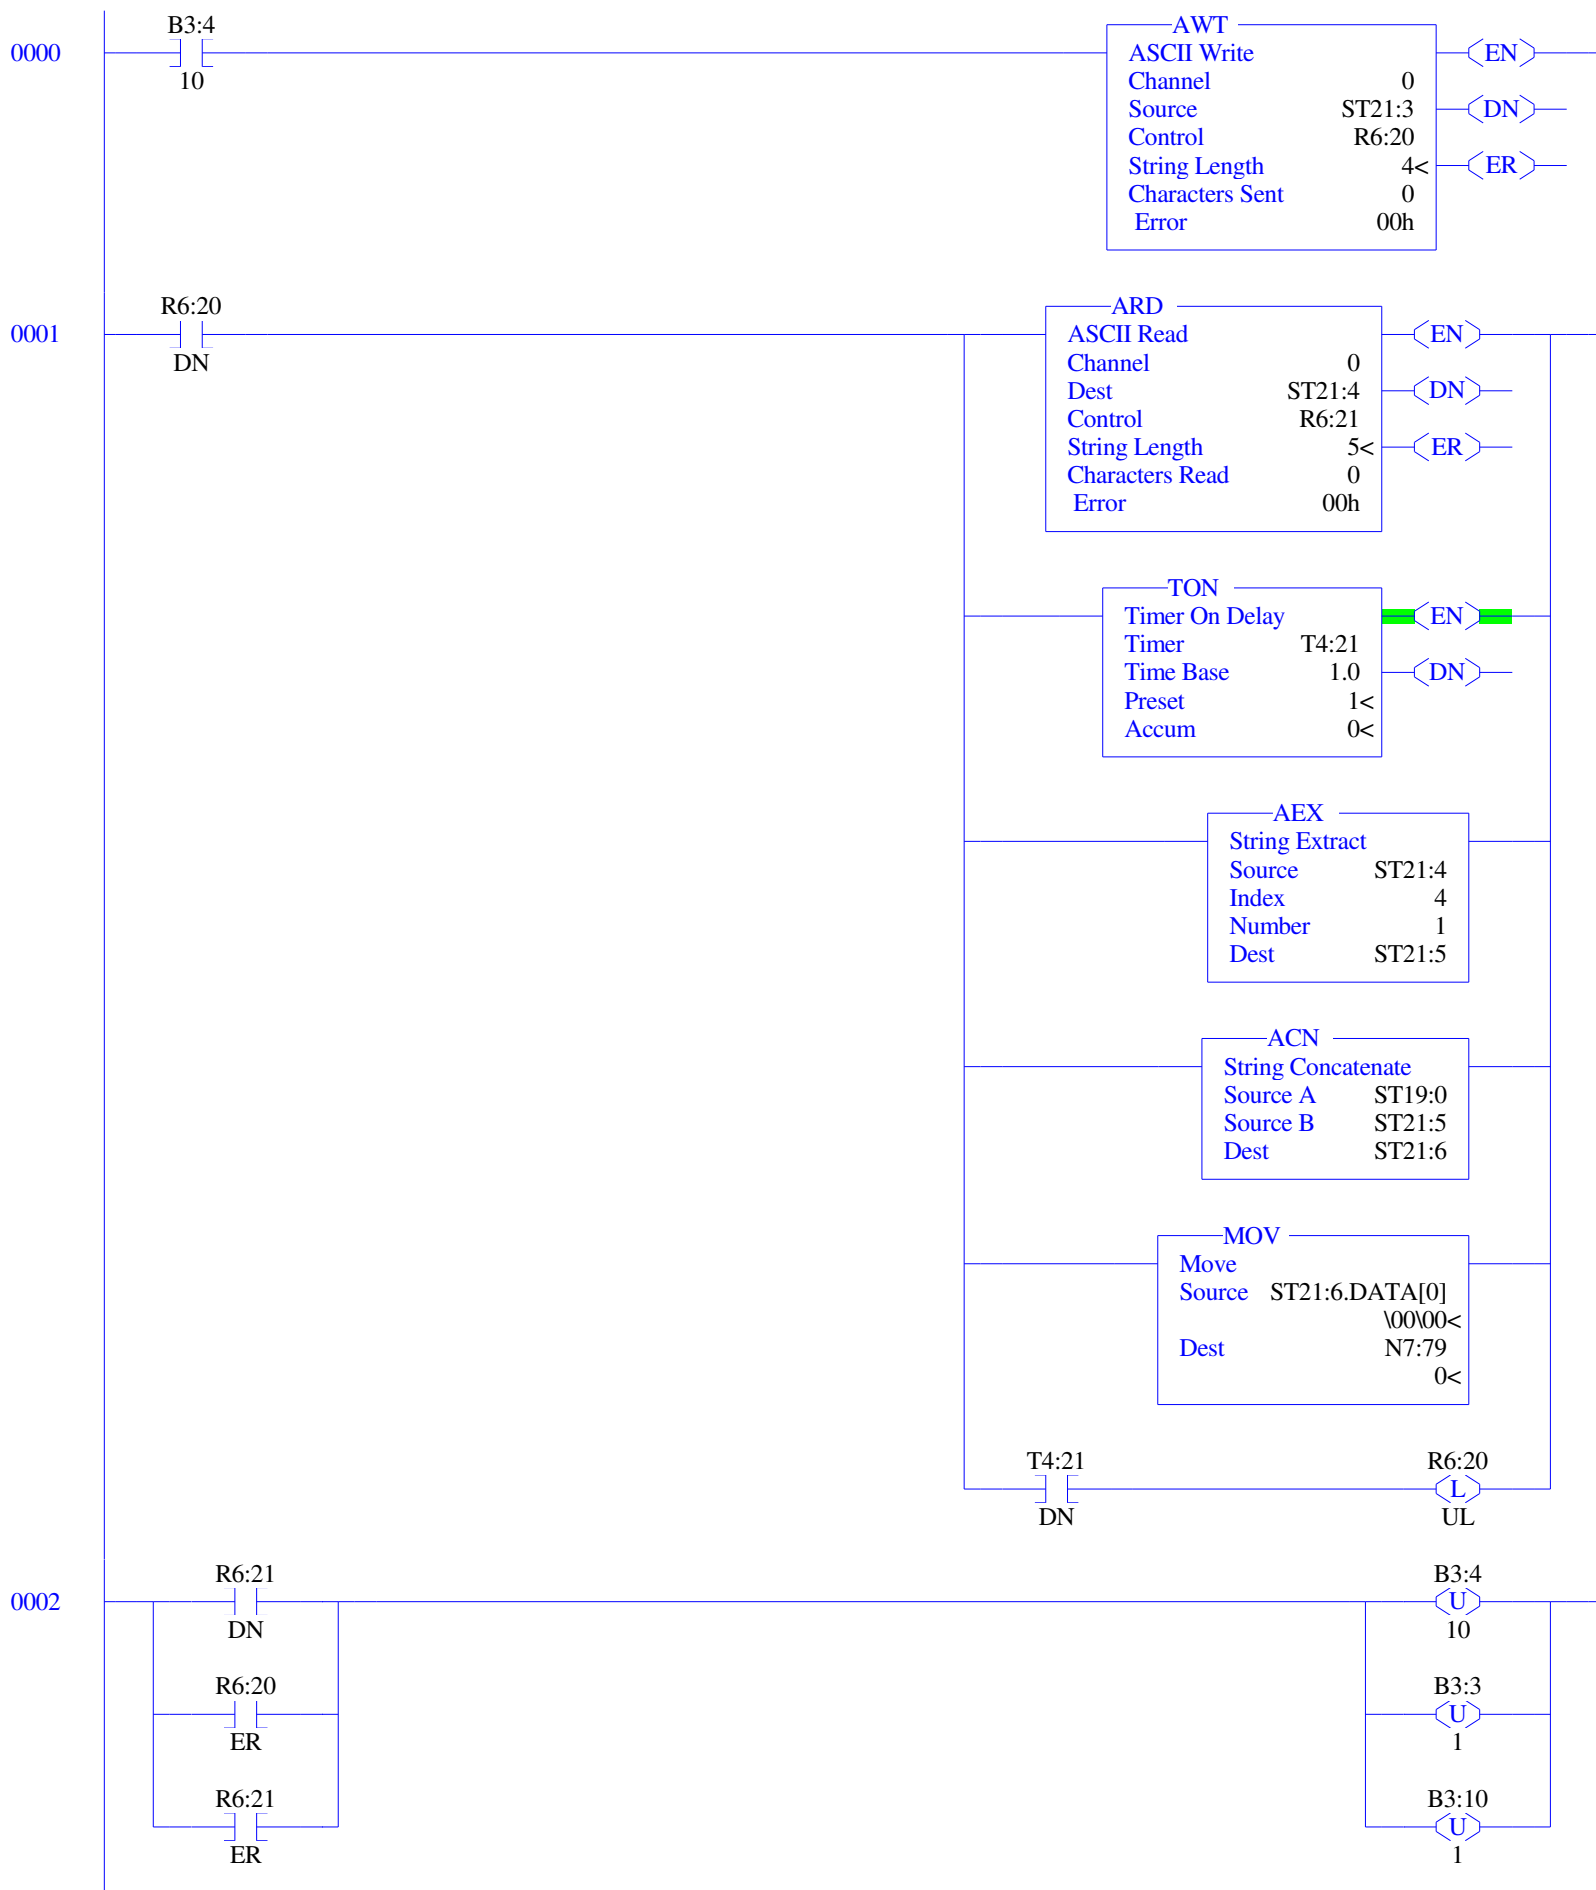 B3:4
0000
10
AWT
ASCII Write
Channel 0
Source ST21:3
Control R6:20
String Length 4<
Characters Sent 0
Error 00h
EN
DN
ER
R6:20
0001
DN
ARD
ASCII Read
Channel 0
Dest ST21:4
Control R6:21
String Length 5<
Characters Read 0
Error 00h
EN
DN
ER
TON
Timer On Delay
Timer T4:21
Time Base 1.0
Preset 1<
Accum 0<
EN
DN
AEX
String Extract
Source ST21:4
Index 4
Number 1
Dest ST21:5
ACN
String Concatenate
Source A ST19:0
Source B ST21:5
Dest ST21:6
MOV
Move
Source ST21:6.DATA[0]
\00\00<
Dest N7:79
0<
T4:21
DN
R6:20
L
UL
0002
R6:21
DN
R6:20
ER
R6:21
ER
B3:4
U
10
B3:3
U
1
B3:10
U
1